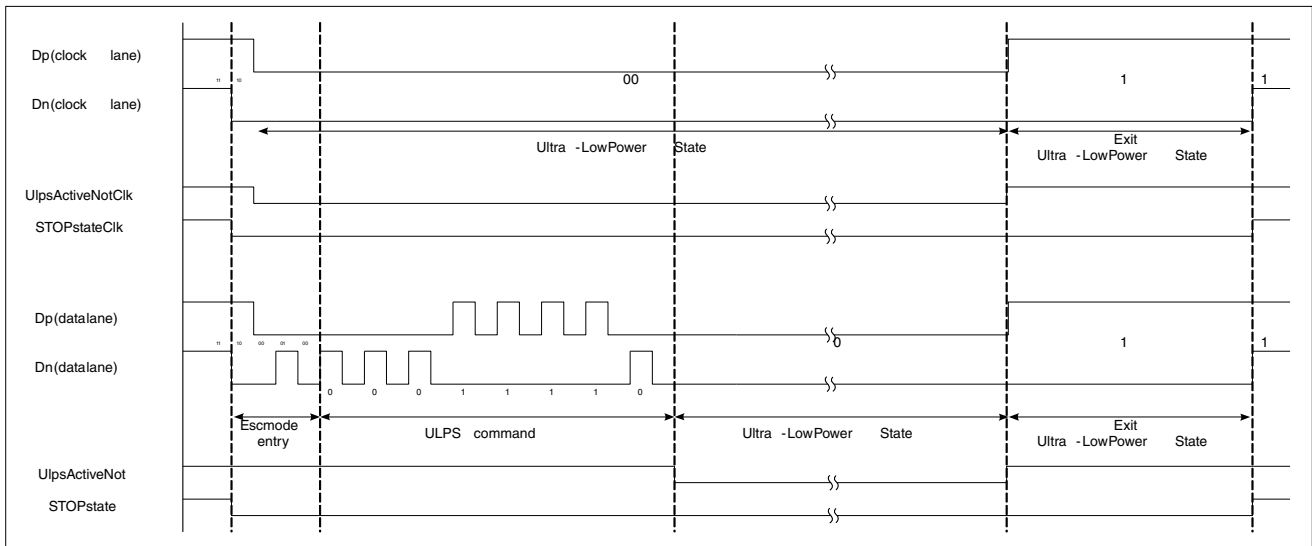 Dp(clock lane)
11 10
00 1 1
Dn(clock lane)
Ultra -LowPower State
Exit
Ultra -LowPower State
UlpsActiveNotClk
STOPstateClk
Dp(datalane)
11 10 00 01 00
0 1 1
Dn(datalane)
0 0 0 1 1 1 1 0
Escmode
entry
ULPS command
Ultra -LowPower State
Exit
Ultra -LowPower State
UlpsActiveNot
STOPstate